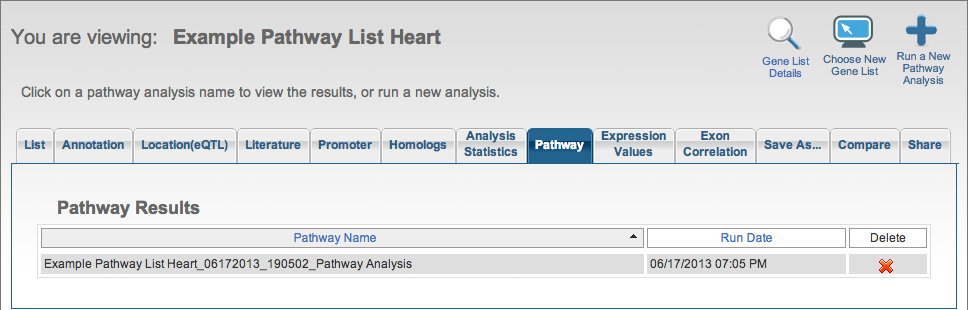 You are viewing: Example Pathway List Heart
Gene List
Details
Choose New
Gene List
Run a New
Pathway
Analysis
Click on a pathway analysis name to view the results, or run a new analysis.
List
Annotation
Location(eQTL)
Literature
Promoter
Homologs
Analysis
Statistics
Pathway
Expression
Values
Exon
Correlation
Save As...
Compare
Share
Pathway Results
Pathway Name Run Date Delete
Example Pathway List Heart_06172013_190502_Pathway Analysis 06/17/2013 07:05 PM